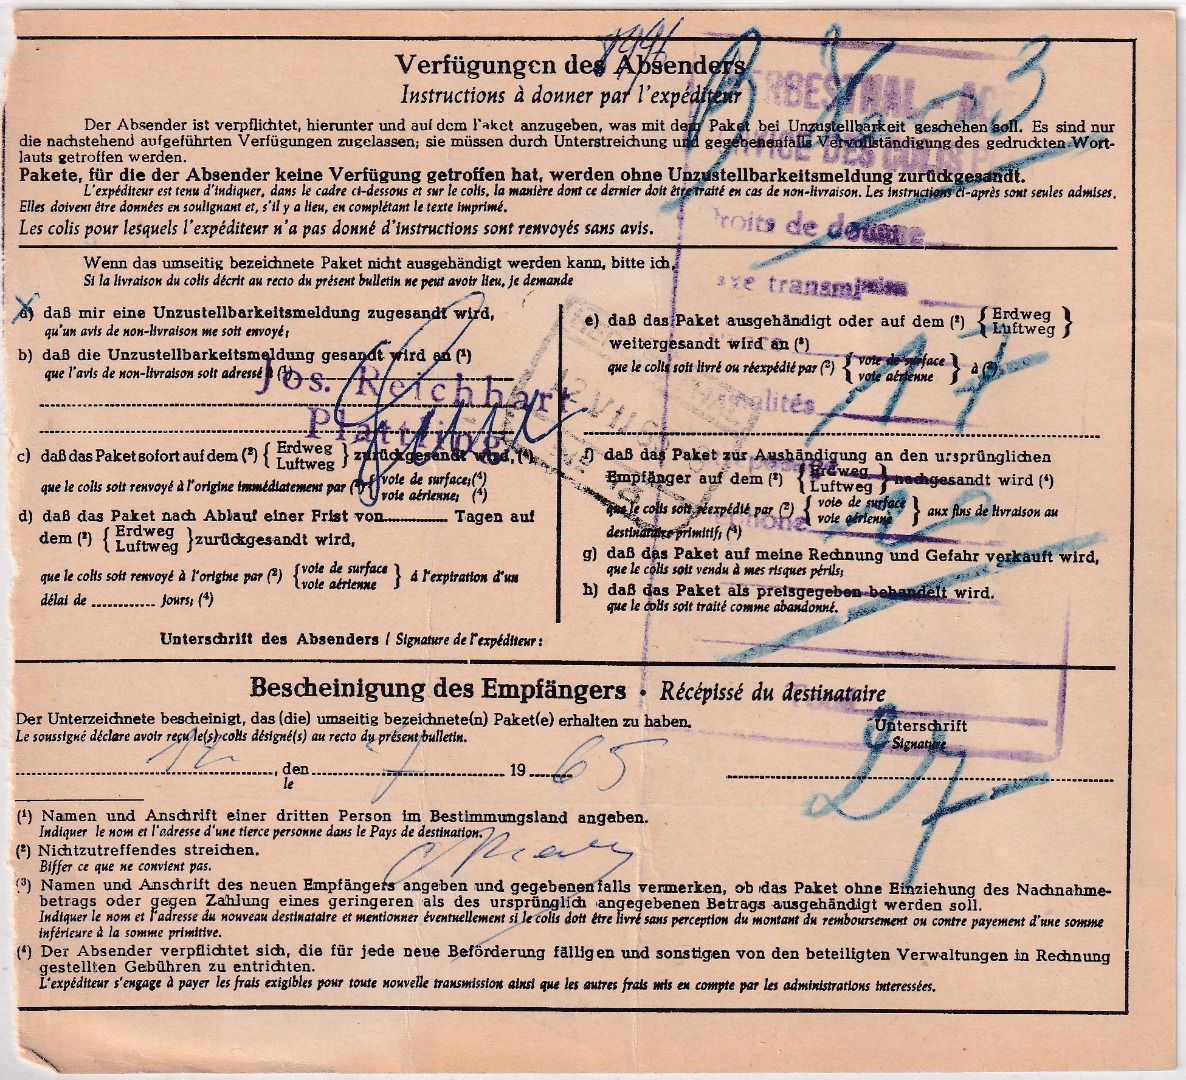 Verfügungen des Absenders
Instructions à donner par l'expéditeur
Der Absender ist verpflichtet, hierunter und auf dem Paket anzugeben, was mit dem Paket bei Unzustellbarkeit geschehen soll. Es sind nur
die nachstehend aufgeführten Verfügungen zugelassen; sie müssen durch Unterstreichung und gegebenenfalls Vervollständigung des gedruckten Wort-
lauts getroffen werden.
Pakete, für die der Absender keine Verfügung getroffen hat, werden ohne Unzustellbarkeitsmeldung zurückgesandt.
L'expéditeur est tenu d'indiquer, dans le cadre ci-dessous et sur le colis, la manière dont ce dernier doit être traité en cas de non-livraison. Les instructions ci-après sont seules admises.
Elles doivent être données en soulignant et, s'il y a lieu, en complétant le texte imprimé.
Les colis pour lesquels l'expéditeur n'a pas donné d'instructions sont renvoyés sans avis.
SERVICE DES COLIS
Droits de douane
taxe transmission
Wenn das umseitig bezeichnete Paket nicht ausgehändigt werden kann, bitte ich,
Si la livraison du colis décrit au recto du présent bulletin ne peut avoir lieu, je demande
a) daß mir eine Unzustellbarkeitsmeldung zugesandt wird,
qu'un avis de non-livraison me soit envoyé;
b) daß die Unzustellbarkeitsmeldung gesandt wird an (¹)
que l'avis de non-livraison soit adressé à (¹)
Jos. Reichhart
Plattling
c) daß das Paket sofort auf dem (²) { Erdweg Luftweg } zurückgesandt wird, (⁴)
que le colis soit renvoyé à l'origine immédiatement par (²) { voie de surface; (⁴) voie aérienne; (⁴)
d) daß das Paket nach Ablauf einer Frist von ............ Tagen auf
dem (²) { Erdweg Luftweg } zurückgesandt wird,
que le colis soit renvoyé à l'origine par (²) { voie de surface voie aérienne } à l'expiration d'un
délai de ............ jours; (⁴)
e) daß das Paket ausgehändigt oder auf dem (²) { Erdweg Luftweg }
weitergesandt wird an (³)
que le colis soit livré ou réexpédié par (²) { voie de surface voie aérienne } à (³)
17
f) daß das Paket zur Aushändigung an den ursprünglichen
Empfänger auf dem (²) { Erdweg Luftweg } nachgesandt wird (⁴)
que le colis soit réexpédié par (²) { voie de surface voie aérienne } aux fins de livraison au
destinataire primitif; (⁴)
g) daß das Paket auf meine Rechnung und Gefahr verkauft wird,
que le colis soit vendu à mes risques périls;
h) daß das Paket als preisgegeben behandelt wird.
que le colis soit traité comme abandonné.
Unterschrift des Absenders / Signature de l'expéditeur:
Bescheinigung des Empfängers · Récépissé du destinataire
Der Unterzeichnete bescheinigt, das (die) umseitig bezeichnete(n) Paket(e) erhalten zu haben.
Le soussigné déclare avoir reçu le(s) colis désigné(s) au recto du présent bulletin.
Unterschrift
Signature
12, den 7 19 65
le
27
(¹) Namen und Anschrift einer dritten Person im Bestimmungsland angeben.
Indiquer le nom et l'adresse d'une tierce personne dans le Pays de destination.
(²) Nichtzutreffendes streichen.
Biffer ce que ne convient pas.
(³) Namen und Anschrift des neuen Empfängers angeben und gegebenenfalls vermerken, ob das Paket ohne Einziehung des Nachnahme-
betrags oder gegen Zahlung eines geringeren als des ursprünglich angegebenen Betrags ausgehändigt werden soll.
Indiquer le nom et l'adresse du nouveau destinataire et mentionner éventuellement si le colis doit être livré sans perception du montant du remboursement ou contre payement d'une somme
inférieure à la somme primitive.
(⁴) Der Absender verpflichtet sich, die für jede neue Beförderung fälligen und sonstigen von den beteiligten Verwaltungen in Rechnung
gestellten Gebühren zu entrichten.
L'expéditeur s'engage à payer les frais exigibles pour toute nouvelle transmission ainsi que les autres frais mis en compte par les administrations interessées.